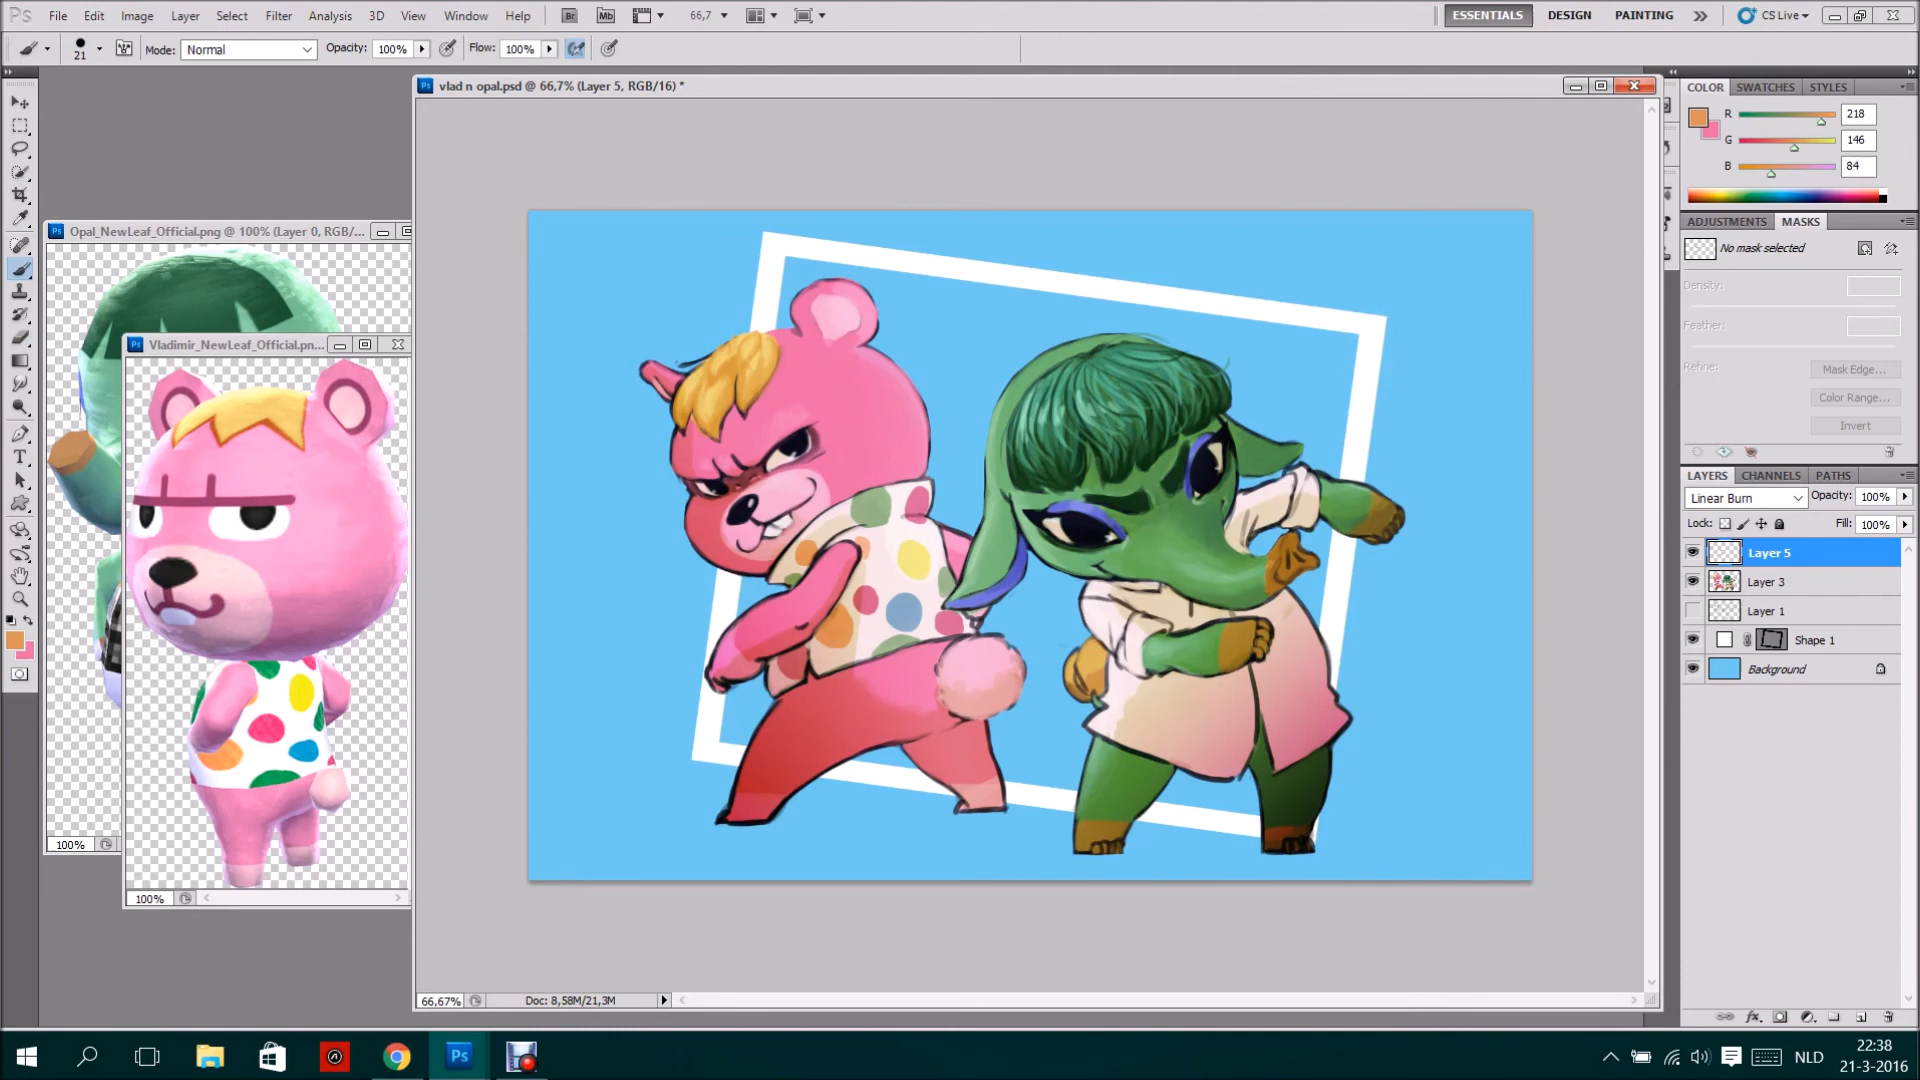 Ps File Edit Image Layer Select Filter Analysis 3D View Window Help Br Mb 66,7 ESSENTIALS DESIGN PAINTING CS Live
21 Mode: Normal Opacity: 100% Flow: 100%
Ps vlad n opal.psd @ 66,7% (Layer 5, RGB/16) *
COLOR SWATCHES STYLES
R 218
G 146
B 84
ADJUSTMENTS MASKS
No mask selected
Density:
Feather:
Refine: Mask Edge...
Color Range...
Invert
LAYERS CHANNELS PATHS
Linear Burn Opacity: 100%
Lock: Fill: 100%
Layer 5
Layer 3
Layer 1
Shape 1
Background
Ps Opal_NewLeaf_Official.png @ 100% (Layer 0, RGB/...
Ps Vladimir_NewLeaf_Official.pn...
100%
100%
66,67% Doc: 8,58M/21,3M
Ps
NLD
22:38
21-3-2016